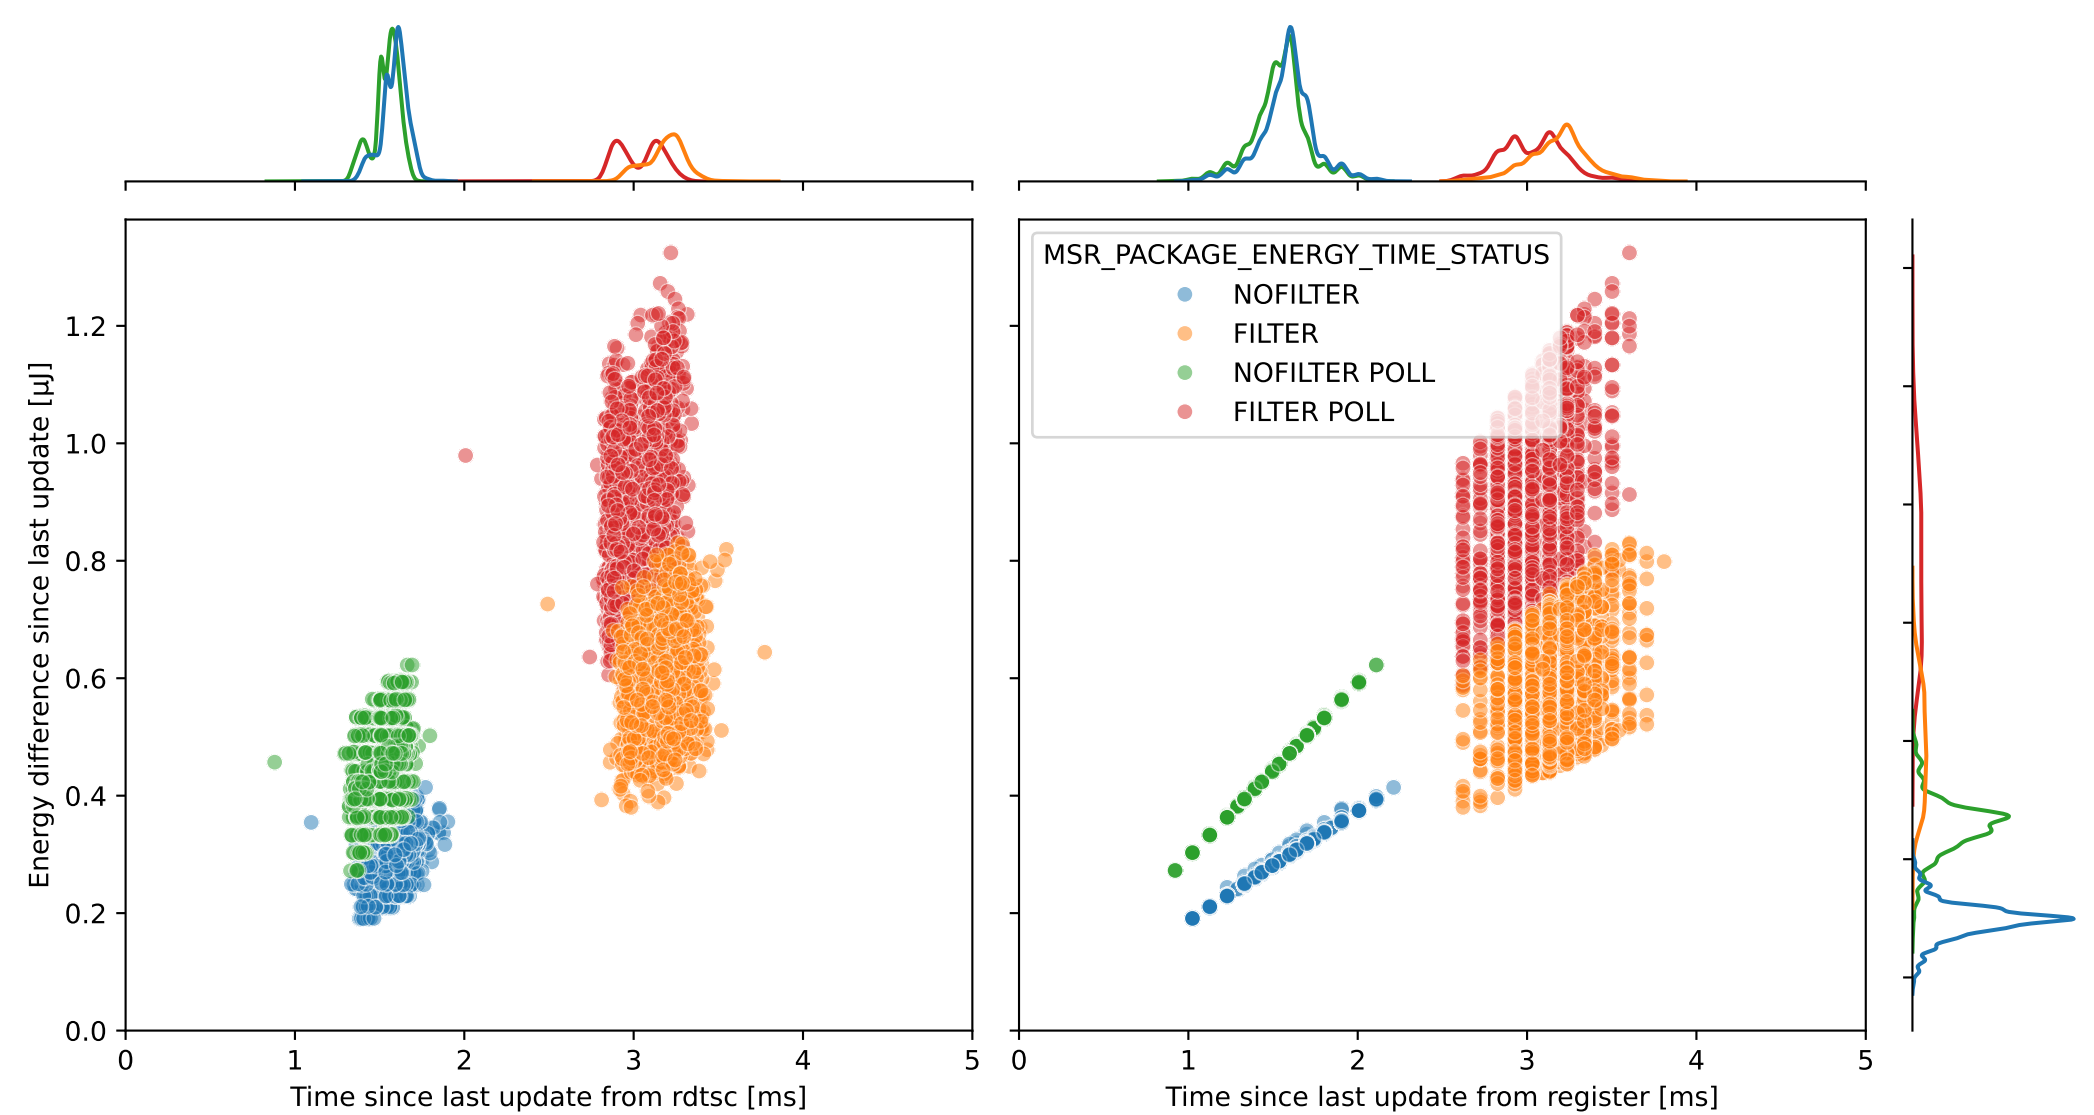 MSR_PACKAGE_ENERGY_TIME_STATUS
NOFILTER
FILTER
NOFILTER POLL
FILTER POLL
Energy difference since last update [µJ]
1.2
1.0
0.8
0.6
0.4
0.2
0.0
0 1 2 3 4 5
0 1 2 3 4 5
Time since last update from rdtsc [ms]
Time since last update from register [ms]